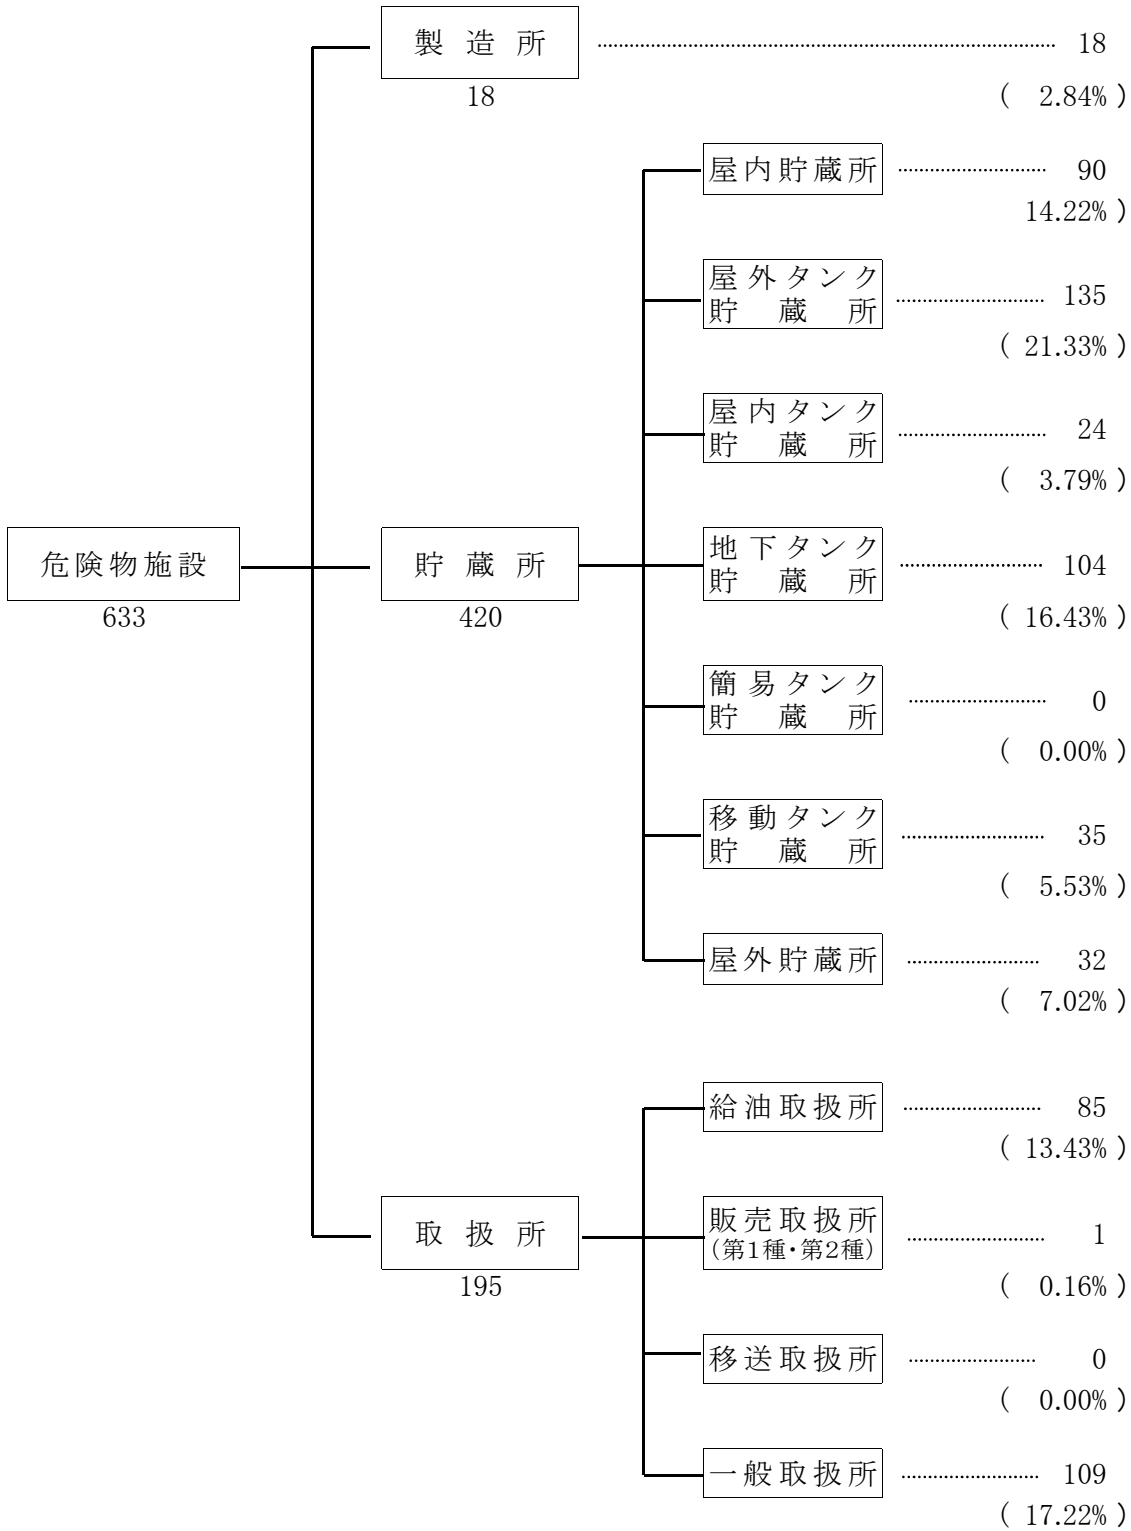 製造所 18
18
( 2.84% )
屋内貯蔵所 90
14.22% )
屋外タンク
貯蔵所 135
( 21.33% )
屋内タンク
貯蔵所 24
( 3.79% )
危険物施設
633
貯蔵所
420
地下タンク
貯蔵所 104
( 16.43% )
簡易タンク
貯蔵所 0
( 0.00% )
移動タンク
貯蔵所 35
( 5.53% )
屋外貯蔵所 32
( 7.02% )
給油取扱所 85
( 13.43% )
取扱所
195
販売取扱所
(第1種・第2種) 1
( 0.16% )
移送取扱所 0
( 0.00% )
一般取扱所 109
( 17.22% )